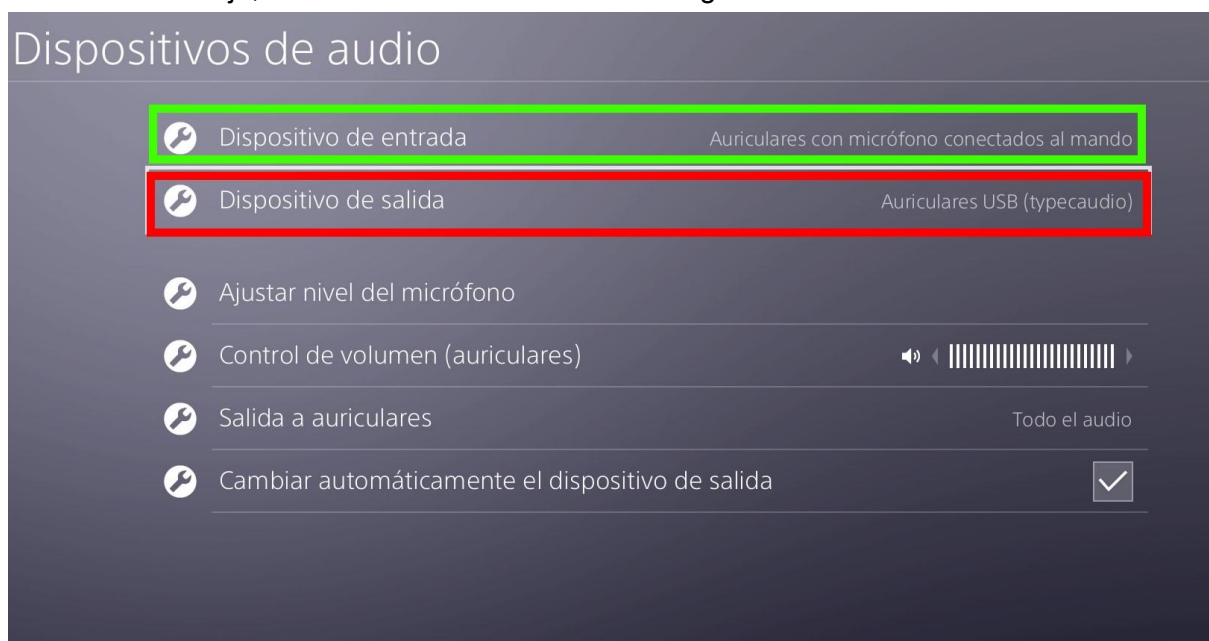 Dispositivos de audio
Dispositivo de entrada Auriculares con micrófono conectados al mando
Dispositivo de salida Auriculares USB (typecaudio)
Ajustar nivel del micrófono
Control de volumen (auriculares)
Salida a auriculares Todo el audio
Cambiar automáticamente el dispositivo de salida